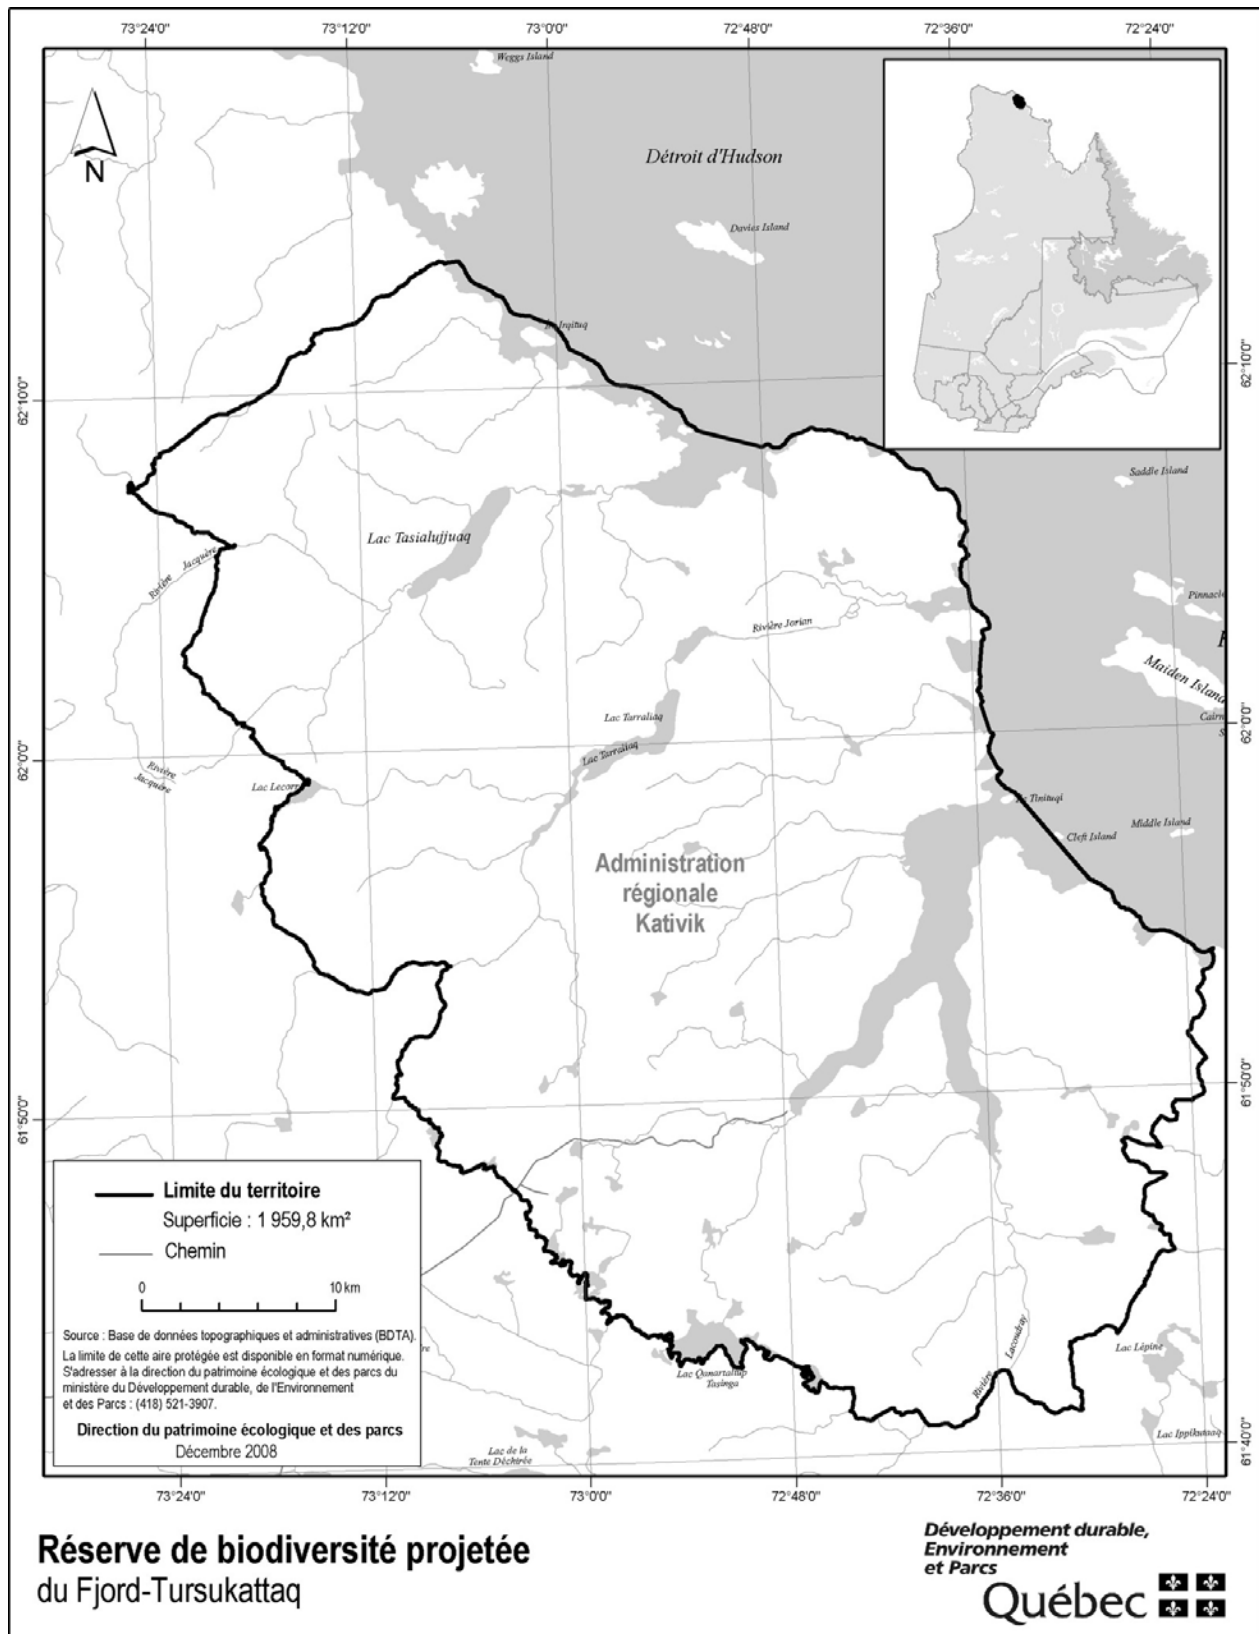 73°24'0"
73°12'0"
73°0'0"
72°48'0"
72°36'0"
72°24'0"
Weggs Island
N
Détroit d'Hudson
Davies Island
Irqituq
62°10'0"
62°10'0"
Saddle Island
Lac Tasialujjuaq
Rivière Jacquère
Pinnacle
Rivière Jorian
Maiden Island
Lac Tarraliaq
Lac Tarraliaq
62°0'0"
62°0'0"
Rivière
Jacquère
Lac Lecorr
Tinituqi
Cleft Island
Middle Island
Administration
régionale
Kativik
61°50'0"
61°50'0"
Limite du territoire
Superficie : 1 959,8 km²
Chemin
0 10 km
Source : Base de données topographiques et administratives (BDTA).
La limite de cette aire protégée est disponible en format numérique.
S'adresser à la direction du patrimoine écologique et des parcs du
ministère du Développement durable, de l'Environnement
et des Parcs : (418) 521-3907.
Direction du patrimoine écologique et des parcs
Décembre 2008
Rivière Lacoudray
Lac Lépine
Lac Qanartalliup
Tasinga
Lac de la
Tente Déchirée
Lac Ippikutaaq
61°40'0"
73°24'0"
73°12'0"
73°0'0"
72°48'0"
72°36'0"
72°24'0"
Réserve de biodiversité projetée
du Fjord-Tursukattaq
Développement durable,
Environnement
et Parcs
Québec